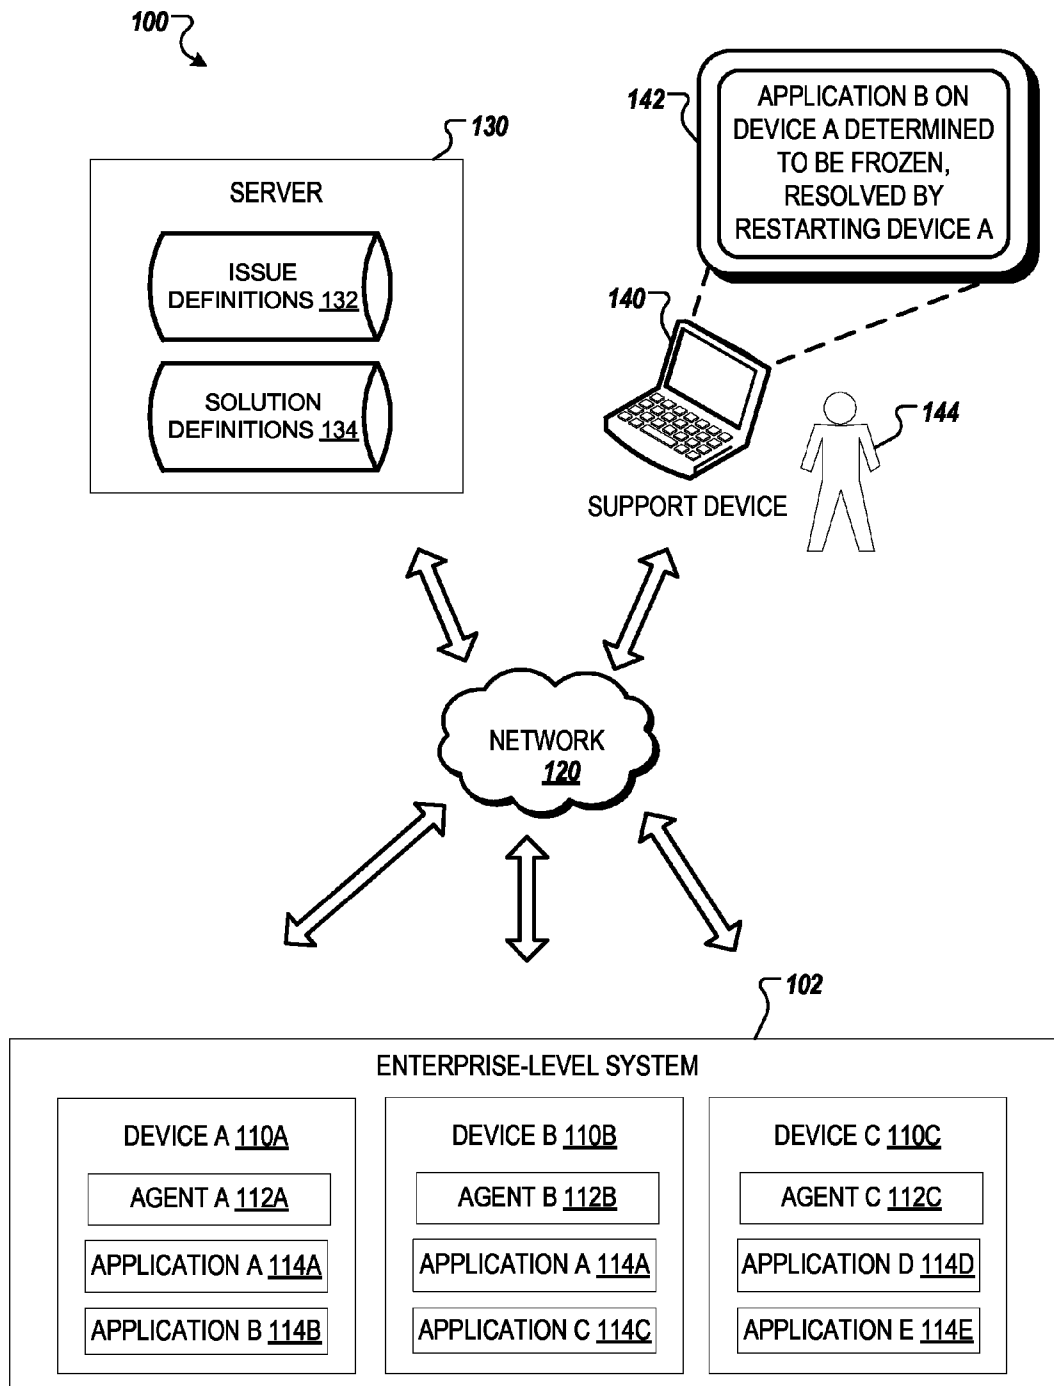 100
130
SERVER
ISSUE
DEFINITIONS 132
SOLUTION
DEFINITIONS 134
142
APPLICATION B ON
DEVICE A DETERMINED
TO BE FROZEN,
RESOLVED BY
RESTARTING DEVICE A
140
144
SUPPORT DEVICE
NETWORK
120
102
ENTERPRISE-LEVEL SYSTEM
DEVICE A 110A
AGENT A 112A
APPLICATION A 114A
APPLICATION B 114B
DEVICE B 110B
AGENT B 112B
APPLICATION A 114A
APPLICATION C 114C
DEVICE C 110C
AGENT C 112C
APPLICATION D 114D
APPLICATION E 114E